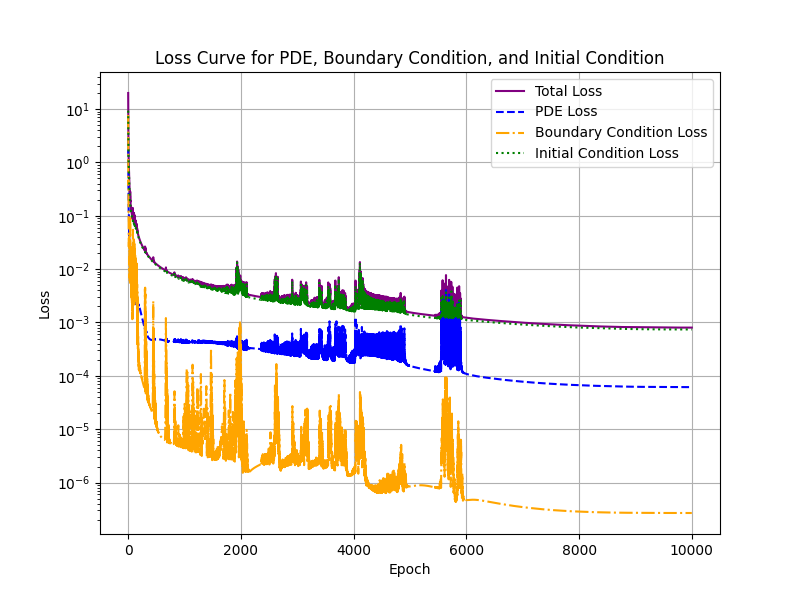 Loss Curve for PDE, Boundary Condition, and Initial Condition
Total Loss
PDE Loss
Boundary Condition Loss
Initial Condition Loss
10¹
10⁰
10⁻¹
10⁻²
10⁻³
10⁻⁴
10⁻⁵
10⁻⁶
Loss
0 2000 4000 6000 8000 10000
Epoch